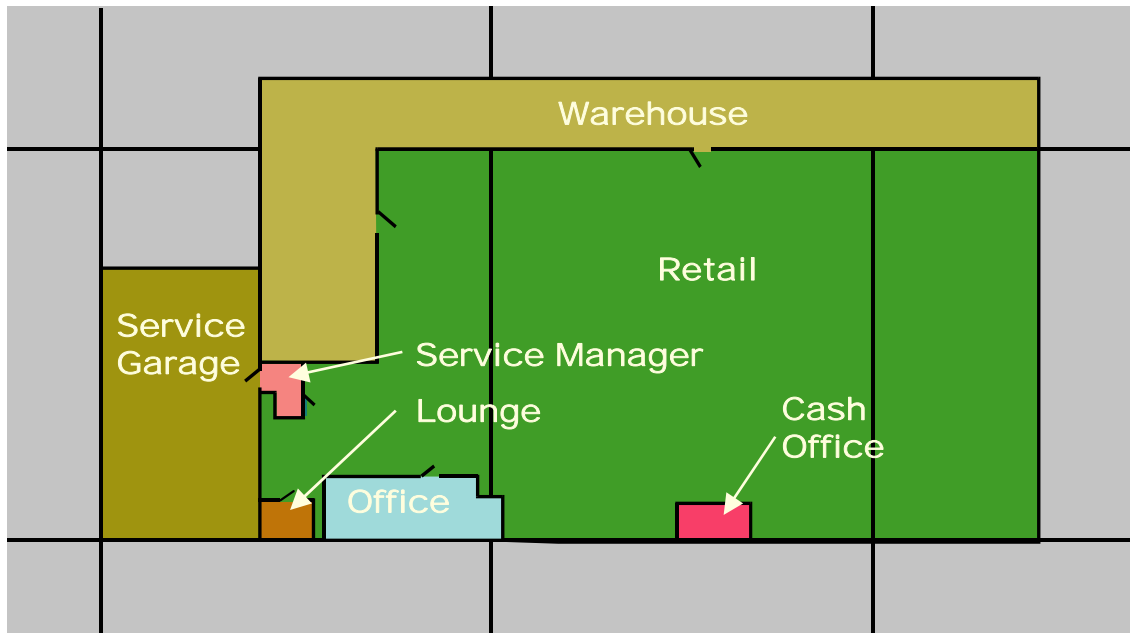 Warehouse
Retail
Service
Garage
Service Manager
Lounge
Cash
Office
Office